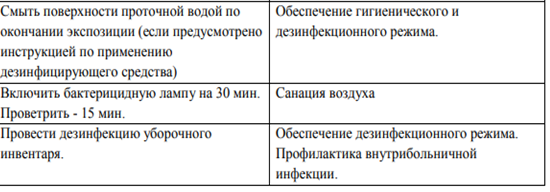 Смыть поверхности проточной водой по
окончании экспозиции (если предусмотрено
инструкцией по применению
дезинфицирующего средства)
Обеспечение гигиенического и
дезинфекционного режима.
Включить бактерицидную лампу на 30 мин.
Проветрить - 15 мин.
Санация воздуха
Провести дезинфекцию уборочного
инвентаря.
Обеспечение дезинфекционного режима.
Профилактика внутрибольничной
инфекции.